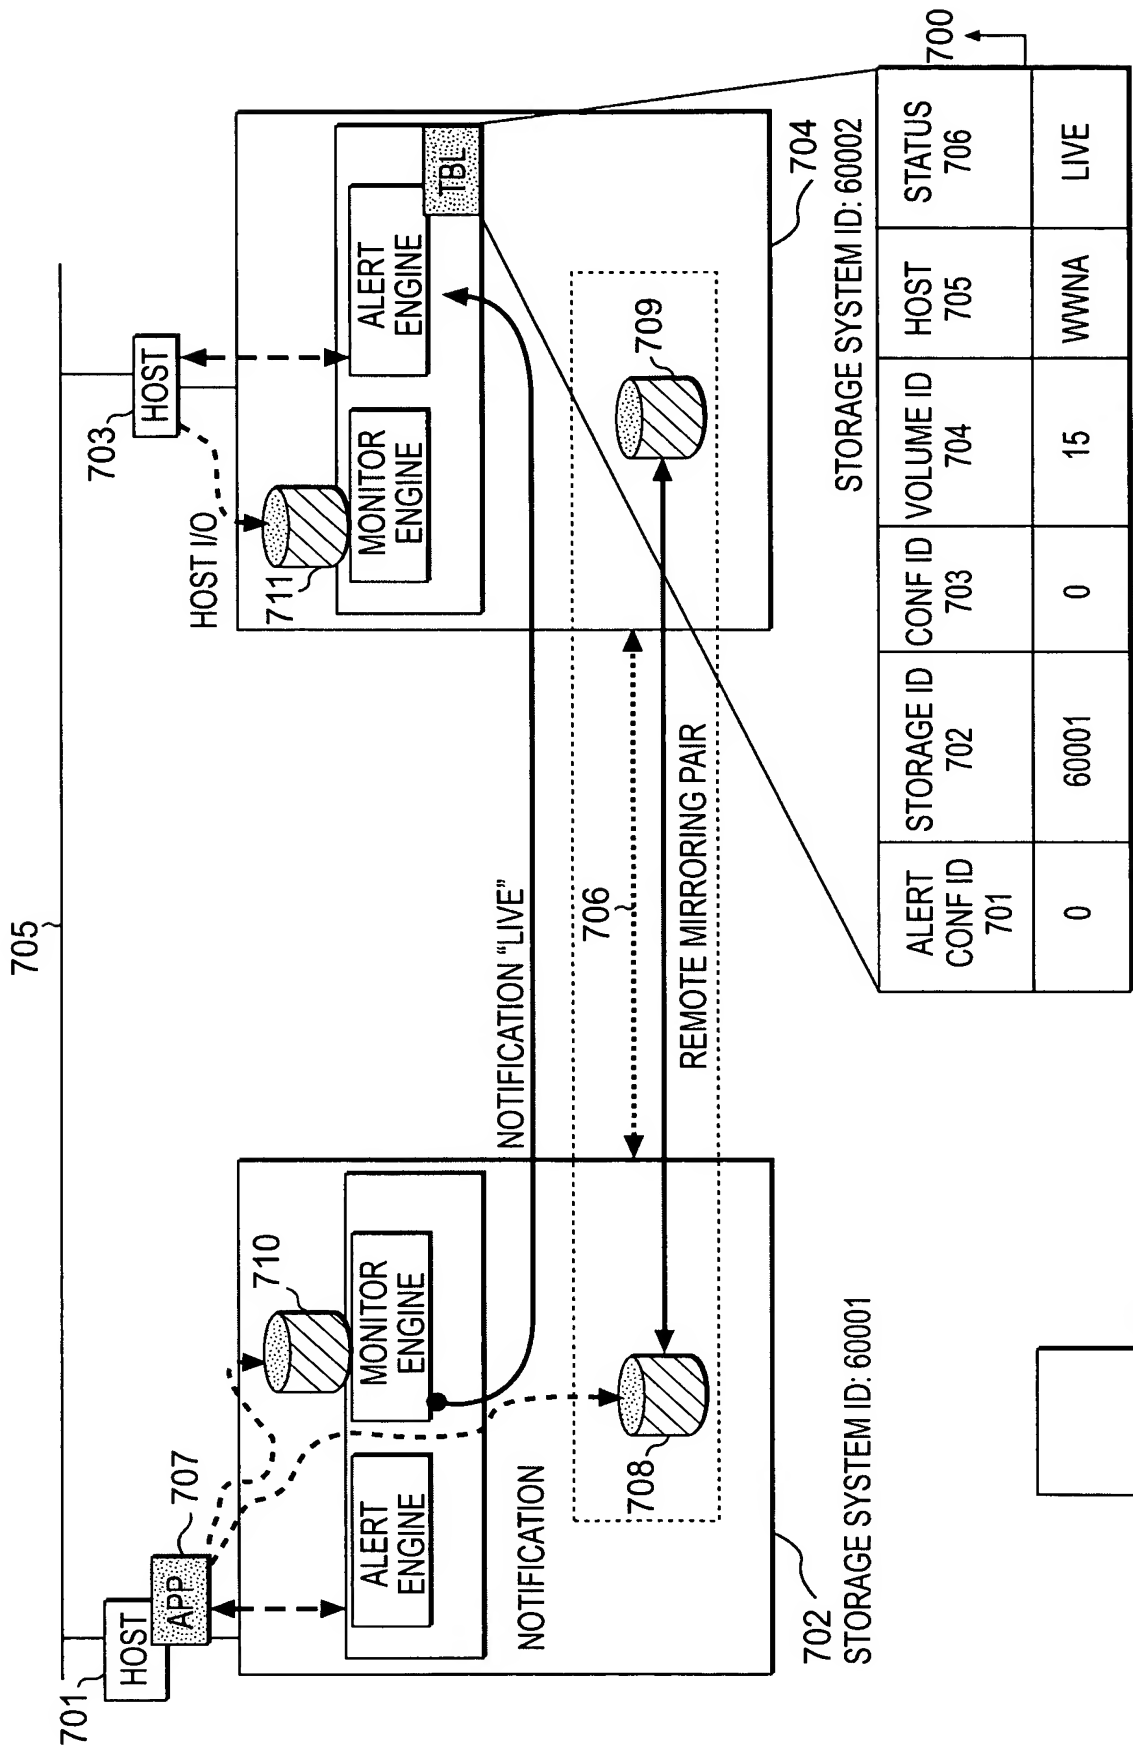 705
701
HOST
APP
707
703
HOST
HOST I/O
710
711
ALERT
ENGINE
MONITOR
ENGINE
MONITOR
ENGINE
ALERT
ENGINE
TBL
NOTIFICATION
NOTIFICATION "LIVE"
706
708
709
REMOTE MIRRORING PAIR
702
STORAGE SYSTEM ID: 60001
704
STORAGE SYSTEM ID: 60002
700
ALERT
CONF ID
701
STORAGE ID
702
CONF ID
703
VOLUME ID
704
HOST
705
STATUS
706
0
60001
0
15
WWNA
LIVE